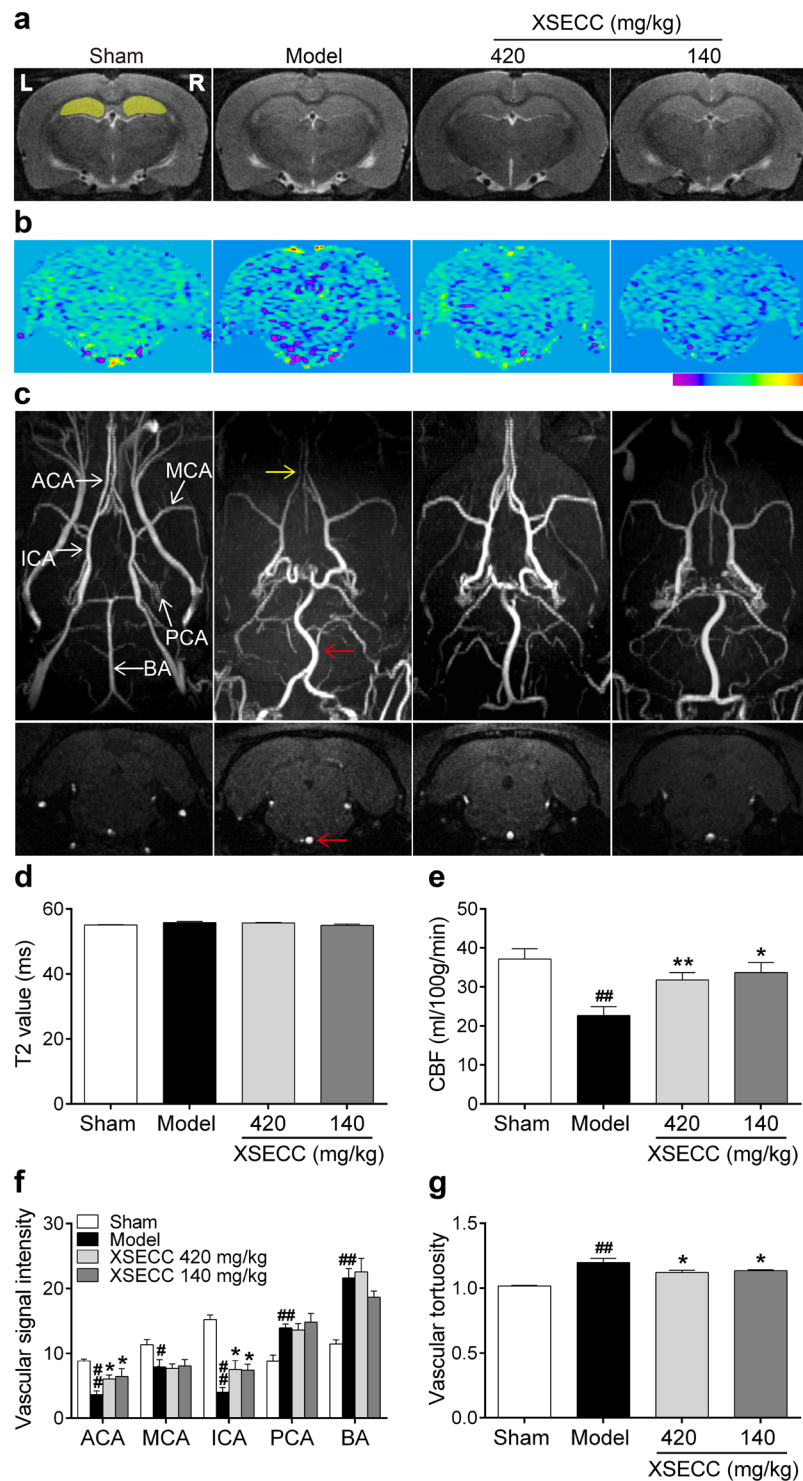 a
XSECC (mg/kg)
Sham Model 420 140
L R
b
c
ACA MCA
ICA
PCA
BA
d
T2 value (ms)
60
40
20
0
Sham Model 420 140
XSECC (mg/kg)
e
CBF (ml/100g/min)
50
40
30
20
10
0
## ** *
Sham Model 420 140
XSECC (mg/kg)
f
Vascular signal intensity
30
20
10
0
Sham
Model
XSECC 420 mg/kg
XSECC 140 mg/kg
## * * # ## * * ## ##
ACA MCA ICA PCA BA
g
Vascular tortuosity
1.5
1.0
0.5
0.0
## * *
Sham Model 420 140
XSECC (mg/kg)